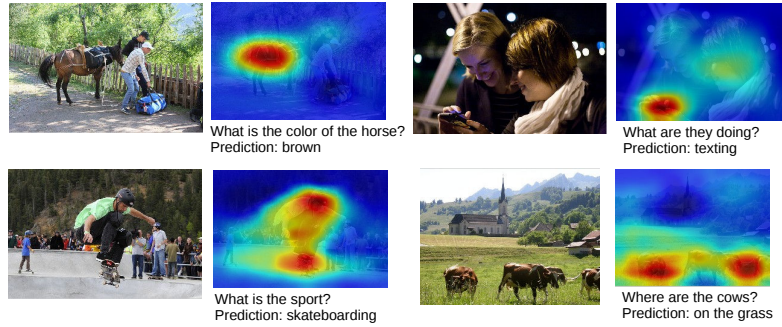 What is the color of the horse?
Prediction: brown
What are they doing?
Prediction: texting
What is the sport?
Prediction: skateboarding
Where are the cows?
Prediction: on the grass